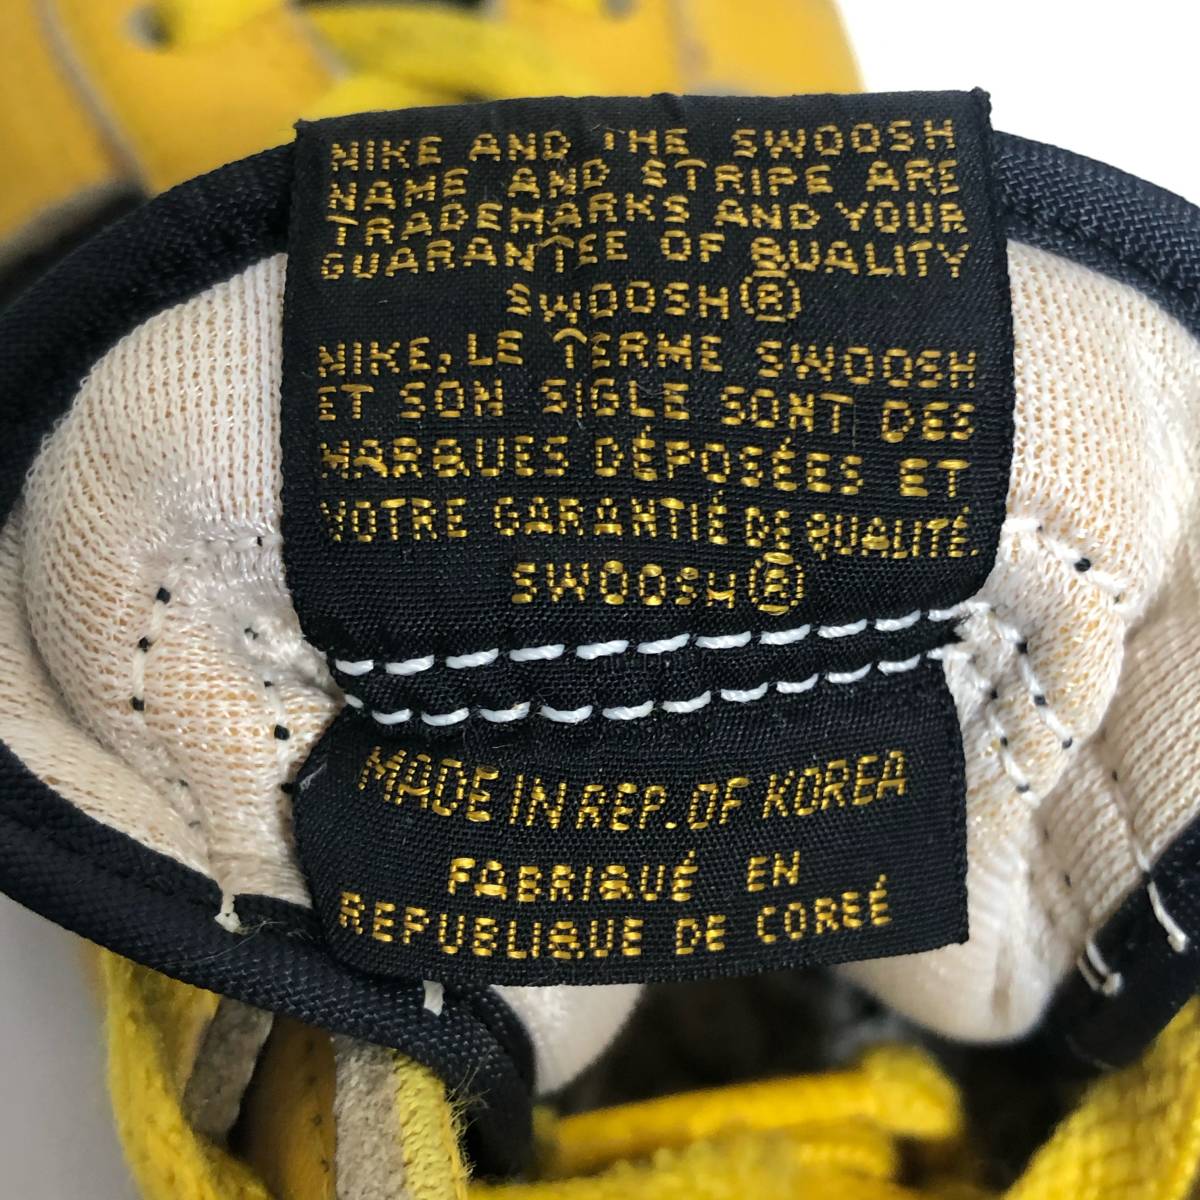 NIKE AND THE SWOOSH
NAME AND STRIPE ARE
TRADEMARKS AND YOUR
GUARANTEE OF QUALITY
SWOOSH®
NIKE, LE TERME SWOOSH
ET SON SIGLE SONT DES
MARQUES DÉPOSÉES ET
VOTRE GARANTIÉ DE QUALITÉ.
SWOOSH®
MADE IN REP. OF KOREA
FABRIQUÉ EN
REPUBLIQUE DE CORÉÉ